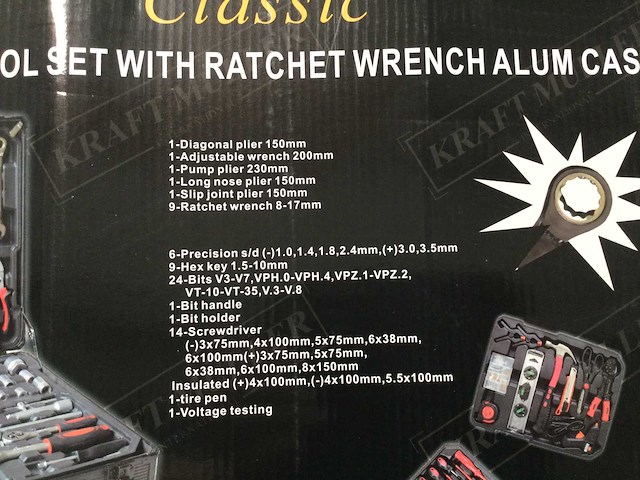 Classic
OL SET WITH RATCHET WRENCH ALUM CAS
1-Diagonal plier 150mm
1-Adjustable wrench 200mm
1-Pump plier 230mm
1-Long nose plier 150mm
1-Slip joint plier 150mm
9-Ratchet wrench 8-17mm
6-Precision s/d (-)1.0,1.4,1.8,2.4mm,(+)3.0,3.5mm
9-Hex key 1.5-10mm
24-Bits V3-V7,VPH.0-VPH.4,VPZ.1-VPZ.2,
VT-10-VT-35,V.3-V.8
1-Bit handle
1-Bit holder
14-Screwdriver
(-)3x75mm,4x100mm,5x75mm,6x38mm,
6x100mm(+)3x75mm,5x75mm,
6x38mm,6x100mm,8x150mm
Insulated (+)4x100mm,(-)4x100mm,5.5x100mm
1-tire pen
1-Voltage testing
KRAFT MULLER
KRAFT MULLER